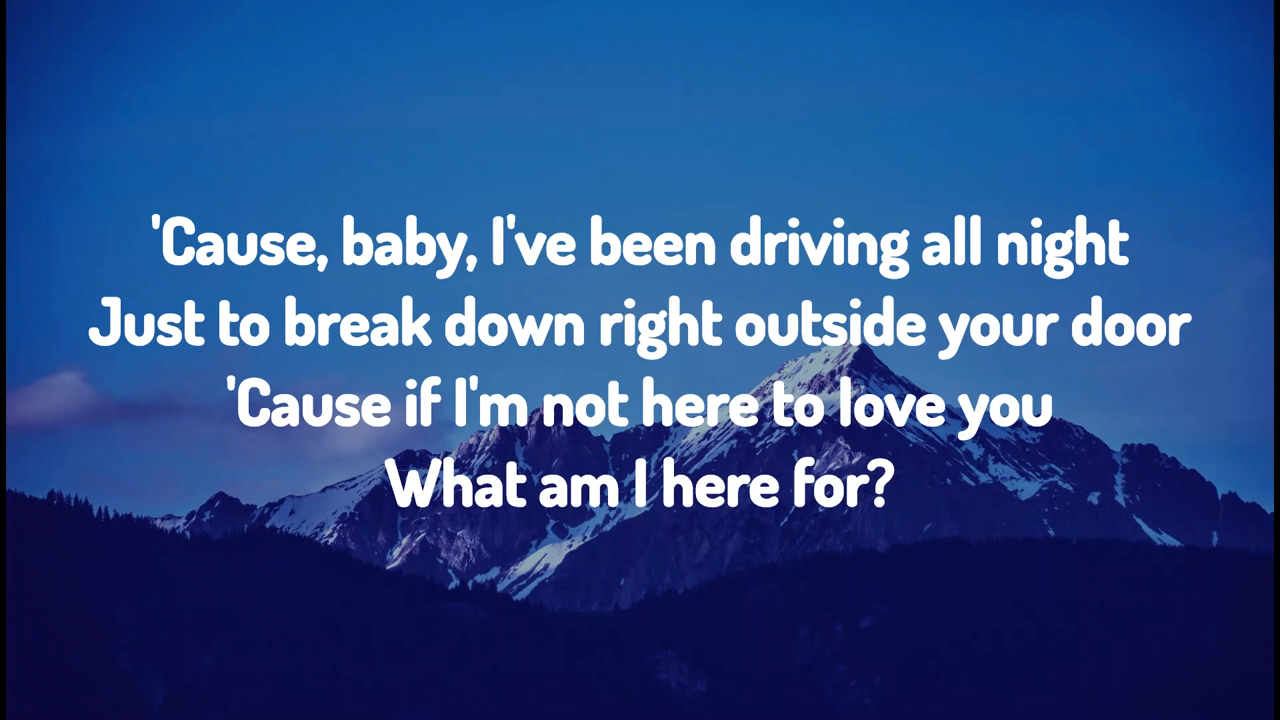 'Cause, baby, I've been driving all night
Just to break down right outside your door
'Cause if I'm not here to love you
What am I here for?